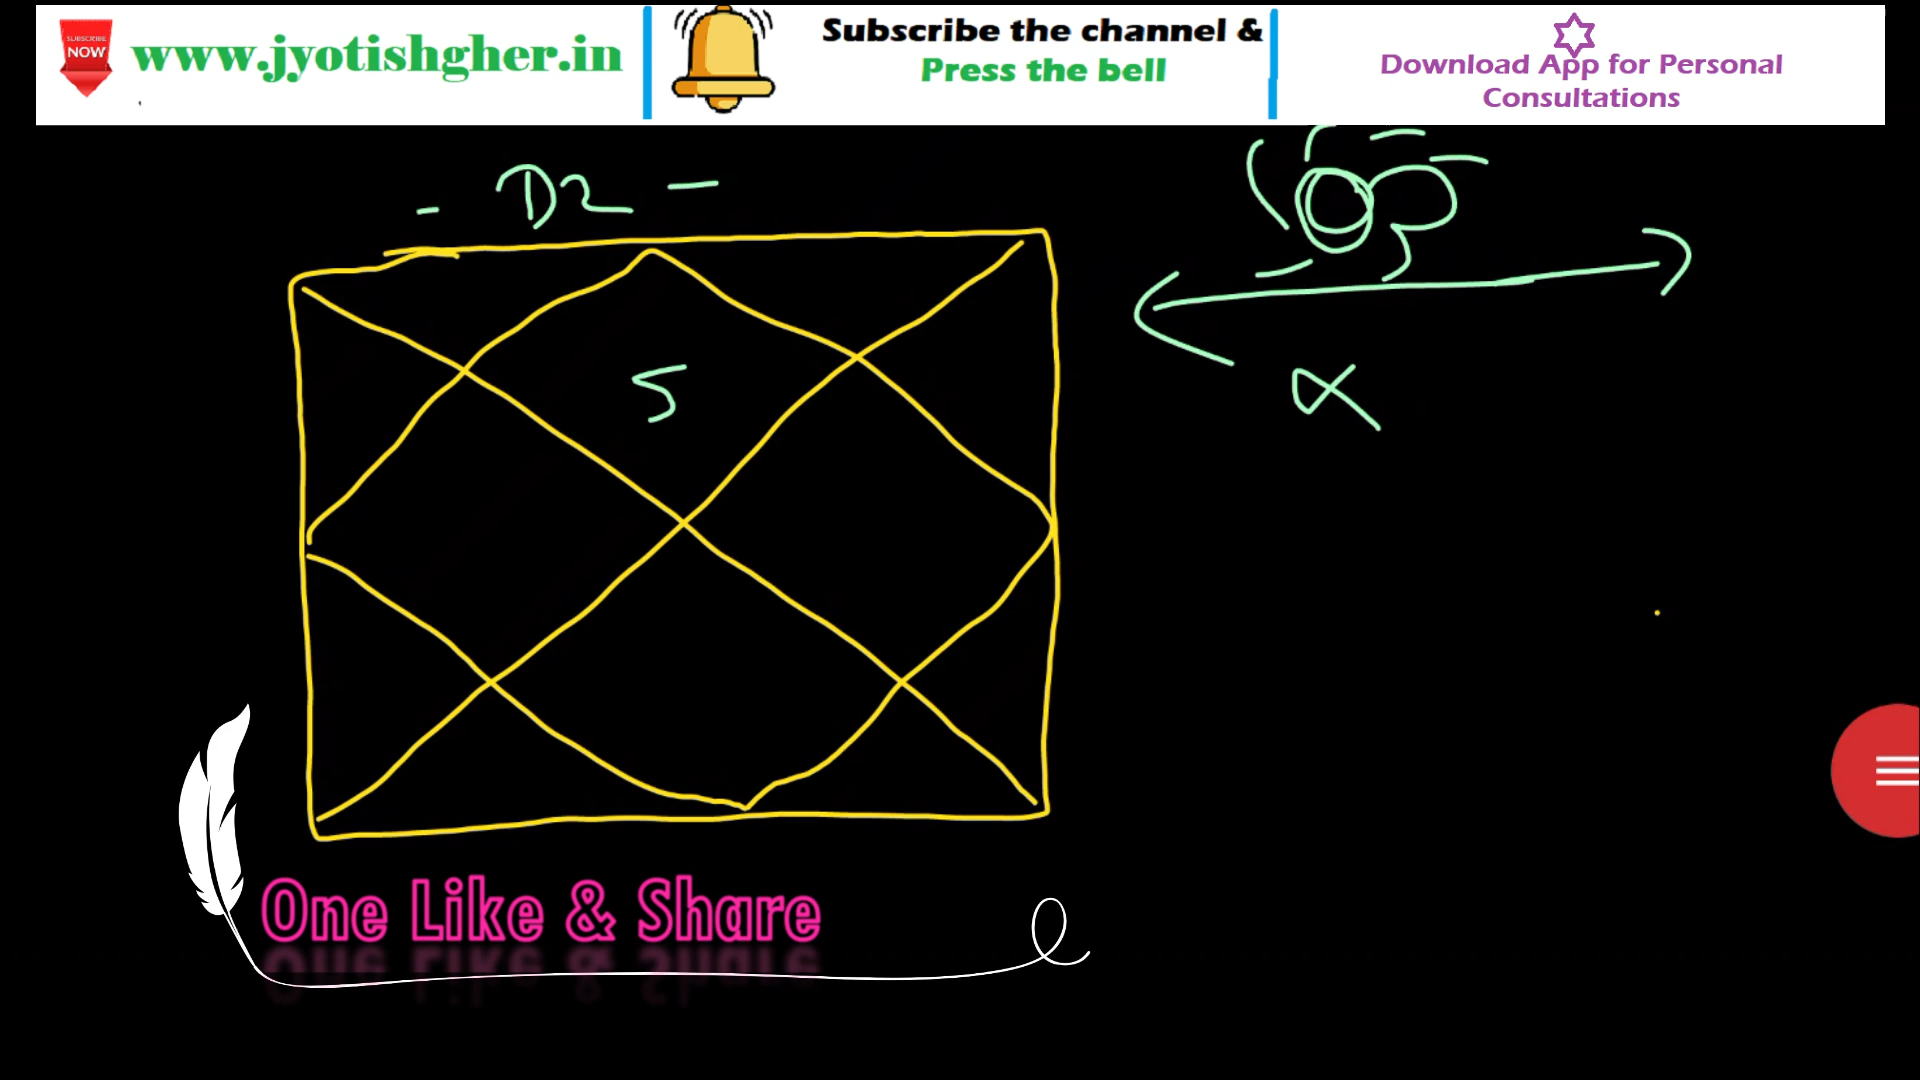 SUBSCRIBE
NOW
www.jyotishgher.in
Subscribe the channel &
Press the bell
Download App for Personal
Consultations
- D2 -
5
One Like & Share